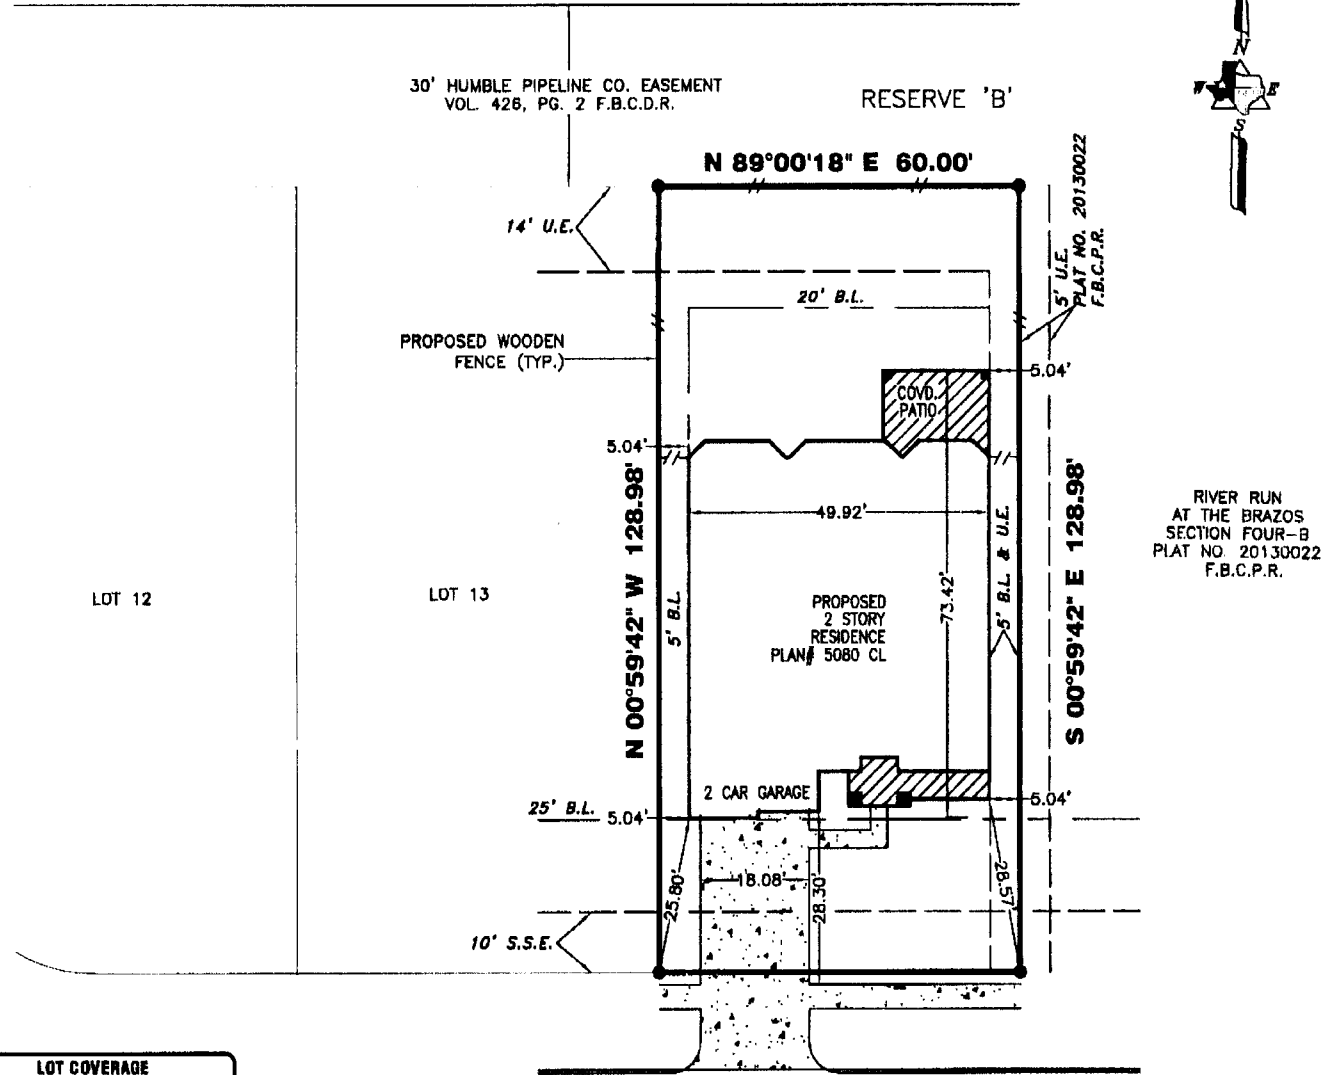 30' HUMBLE PIPELINE CO. EASEMENT
VOL. 426, PG. 2 F.B.C.D.R.
RESERVE 'B'
N
W E
S
N 89°00'18" E 60.00'
14' U.E.
5' U.E.
PLAT NO. 20130022
F.B.C.P.R.
20' B.L.
PROPOSED WOODEN
FENCE (TYP.)
5.04'
COVD.
PATIO
5.04'
49.92'
N 00°59'42" W 128.98'
5' B.L.
73.42'
5' B.L. & U.E.
S 00°59'42" E 128.98'
RIVER RUN
AT THE BRAZOS
SECTION FOUR-B
PLAT NO. 20130022
F.B.C.P.R.
LOT 12
LOT 13
PROPOSED
2 STORY
RESIDENCE
PLAN# 5080 CL
2 CAR GARAGE
25' B.L.
5.04'
5.04'
25.80'
18.08'
28.30'
28.57'
10' S.S.E.
LOT COVERAGE